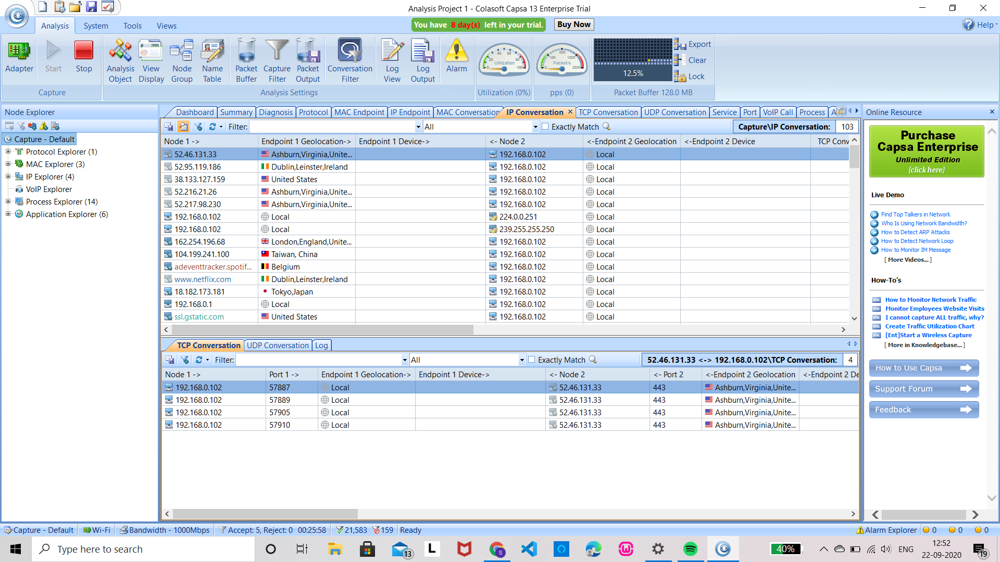 Analysis Project 1 - Colasoft Capsa 13 Enterprise Trial
Analysis System Tools Views
You have 8 day(s) left in your trial. Buy Now
Help
Adapter Start Stop
Capture
Analysis Object
View Display
Node Group
Name Table
Packet Buffer
Capture Filter
Packet Output
Conversation Filter
Log View
Log Output
Alarm
Analysis Settings
Utilization
Utilization (0%)
Packet/s
pps (0)
12.5%
Export
Clear
Lock
Packet Buffer 128.0 MB
Node Explorer
Capture - Default
Protocol Explorer (1)
MAC Explorer (3)
IP Explorer (4)
VoIP Explorer
Process Explorer (14)
Application Explorer (6)
Dashboard Summary Diagnosis Protocol MAC Endpoint IP Endpoint MAC Conversation IP Conversation TCP Conversation UDP Conversation Service Port VoIP Call Process A
Filter: All Exactly Match Capture\IP Conversation: 103
Node 1 -> Endpoint 1 Geolocation-> Endpoint 1 Device-> <- Node 2 <-Endpoint 2 Geolocation <-Endpoint 2 Device TCP Conv
52.46.131.33 Ashburn,Virginia,Unite... 192.168.0.102 Local
52.95.119.186 Dublin,Leinster,Ireland 192.168.0.102 Local
38.133.127.159 United States 192.168.0.102 Local
52.216.21.26 Ashburn,Virginia,Unite... 192.168.0.102 Local
52.217.98.230 Ashburn,Virginia,Unite... 192.168.0.102 Local
192.168.0.102 Local 224.0.0.251 Local
192.168.0.102 Local 239.255.255.250 Local
162.254.196.68 London,England,Unite... 192.168.0.102 Local
104.199.241.100 Taiwan, China 192.168.0.102 Local
adeventtracker.spotif... Belgium 192.168.0.102 Local
www.netflix.com Dublin,Leinster,Ireland 192.168.0.102 Local
18.182.173.181 Tokyo,Japan 192.168.0.102 Local
192.168.0.1 Local 192.168.0.102 Local
ssl.gstatic.com United States 192.168.0.102 Local
TCP Conversation UDP Conversation Log
Filter: All Exactly Match 52.46.131.33 <-> 192.168.0.102\TCP Conversation: 4
Node 1 -> Port 1 -> Endpoint 1 Geolocation-> Endpoint 1 Device-> <- Node 2 <- Port 2 <-Endpoint 2 Geolocation <-Endpoint 2 De
192.168.0.102 57887 Local 52.46.131.33 443 Ashburn,Virginia,Unite...
192.168.0.102 57889 Local 52.46.131.33 443 Ashburn,Virginia,Unite...
192.168.0.102 57905 Local 52.46.131.33 443 Ashburn,Virginia,Unite...
192.168.0.102 57910 Local 52.46.131.33 443 Ashburn,Virginia,Unite...
Online Resource
Purchase
Capsa Enterprise
Unlimited Edition
(click here)
Live Demo
Find Top Talkers in Network
Who Is Using Network Bandwidth?
How to Detect ARP Attacks
How to Detect Network Loop
How to Monitor IM Message
[ More Videos... ]
How-To's
How to Monitor Network Traffic
Monitor Employees Website Visits
I cannot capture ALL traffic, why?
Create Traffic Utilization Chart
[Ent]Start a Wireless Capture
[ More in Knowledgebase... ]
How to Use Capsa
Support Forum
Feedback
Capture - Default Wi-Fi Bandwidth - 1000Mbps Accept: 5, Reject: 0 00:25:58 21,583 159 Ready Alarm Explorer 0 0 0
Type here to search
13
L
S
40%
ENG
12:52
22-09-2020
19